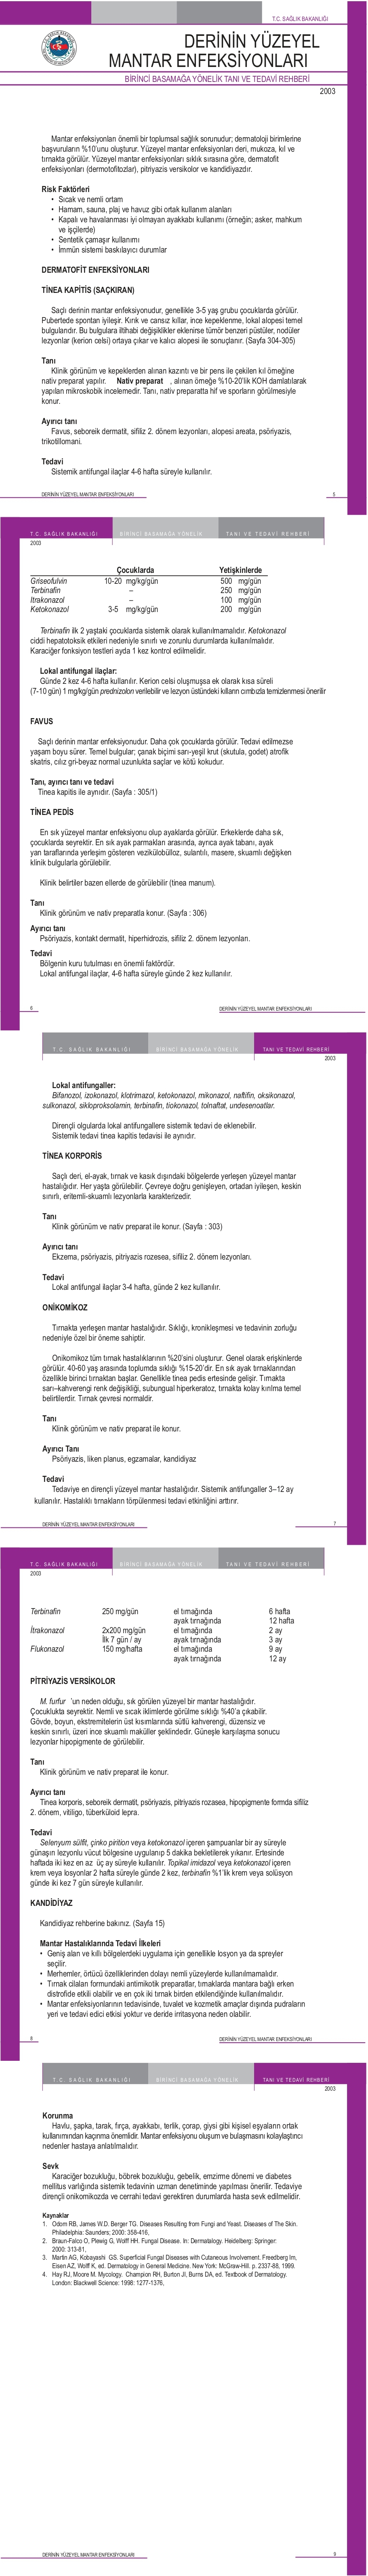 T.C. SAĞLIK BAKANLIĞI
DERİNİN YÜZEYEL
MANTAR ENFEKSİYONLARI
BİRİNCİ BASAMAĞA YÖNELİK TANI VE TEDAVİ REHBERİ
2003
Mantar enfeksiyonları önemli bir toplumsal sağlık sorunudur; dermatoloji birimlerine
başvuruların %10'unu oluşturur. Yüzeyel mantar enfeksiyonları deri, mukoza, kıl ve
tırnakta görülür. Yüzeyel mantar enfeksiyonları sıklık sırasına göre, dermatofit
enfeksiyonları (dermotofitozlar), pitriyazis versikolor ve kandidiyazdır.
Risk Faktörleri
• Sıcak ve nemli ortam
• Hamam, sauna, plaj ve havuz gibi ortak kullanım alanları
• Kapalı ve havalanması iyi olmayan ayakkabı kullanımı (örneğin; asker, mahkum
ve işçilerde)
• Sentetik çamaşır kullanımı
• İmmün sistemi baskılayıcı durumlar
DERMATOFİT ENFEKSİYONLARI
TİNEA KAPİTİS (SAÇKIRAN)
Saçlı derinin mantar enfeksiyonudur, genellikle 3-5 yaş grubu çocuklarda görülür.
Pubertede spontan iyileşir. Kırık ve cansız kıllar, ince kepeklenme, lokal alopesi temel
bulgularıdır. Bu bulgulara iltihabi değişiklikler eklenirse tümör benzeri püstüler, nodüler
lezyonlar (kerion celsi) ortaya çıkar ve kalıcı alopesi ile sonuçlanır. (Sayfa 304-305)
Tanı
Klinik görünüm ve kepeklerden alınan kazıntı ve bir pens ile çekilen kıl örneğine
nativ preparat yapılır. Nativ preparat , alınan örneğe %10-20'lik KOH damlatılarak
yapılan mikroskobik incelemedir. Tanı, nativ preparatta hif ve sporların görülmesiyle
konur.
Ayırıcı tanı
Favus, seboreik dermatit, sifiliz 2. dönem lezyonları, alopesi areata, psöriyazis,
trikotillomani.
Tedavi
Sistemik antifungal ilaçlar 4-6 hafta süreyle kullanılır.
DERİNİN YÜZEYEL MANTAR ENFEKSİYONLARI 5
T.C. SAĞLIK BAKANLIĞI BİRİNCİ BASAMAĞA YÖNELİK TANI VE TEDAVİ REHBERİ
2003
Çocuklarda Yetişkinlerde
Griseofulvin 10-20 mg/kg/gün 500 mg/gün
Terbinafin – 250 mg/gün
Itrakonazol – 100 mg/gün
Ketokonazol 3-5 mg/kg/gün 200 mg/gün
Terbinafin ilk 2 yaştaki çocuklarda sistemik olarak kullanılmamalıdır. Ketokonazol
ciddi hepatotoksik etkileri nedeniyle sınırlı ve zorunlu durumlarda kullanılmalıdır.
Karaciğer fonksiyon testleri ayda 1 kez kontrol edilmelidir.
Lokal antifungal ilaçlar:
Günde 2 kez 4-6 hafta kullanılır. Kerion celsi oluşmuşsa ek olarak kısa süreli
(7-10 gün) 1 mg/kg/gün prednizolon verilebilir ve lezyon üstündeki kılların cımbızla temizlenmesi önerilir
FAVUS
Saçlı derinin mantar enfeksiyonudur. Daha çok çocuklarda görülür. Tedavi edilmezse
yaşam boyu sürer. Temel bulgular; çanak biçimi sarı-yeşil krut (skutula, godet) atrofik
skatris, cılız gri-beyaz normal uzunlukta saçlar ve kötü kokudur.
Tanı, ayırıcı tanı ve tedavi
Tinea kapitis ile aynıdır. (Sayfa : 305/1)
TİNEA PEDİS
En sık yüzeyel mantar enfeksiyonu olup ayaklarda görülür. Erkeklerde daha sık,
çocuklarda seyrektir. En sık ayak parmakları arasında, ayrıca ayak tabanı, ayak
yan taraflarında yerleşim gösteren vezikülobülloz, sulantılı, masere, skuamlı değişken
klinik bulgularla görülebilir.
Klinik belirtiler bazen ellerde de görülebilir (tinea manum).
Tanı
Klinik görünüm ve nativ preparatla konur. (Sayfa : 306)
Ayırıcı tanı
Psöriyazis, kontakt dermatit, hiperhidrozis, sifiliz 2. dönem lezyonları.
Tedavi
Bölgenin kuru tutulması en önemli faktördür.
Lokal antifungal ilaçlar, 4-6 hafta süreyle günde 2 kez kullanılır.
6 DERİNİN YÜZEYEL MANTAR ENFEKSİYONLARI
T.C. SAĞLIK BAKANLIĞI BİRİNCİ BASAMAĞA YÖNELİK TANI VE TEDAVİ REHBERİ
2003
Lokal antifungaller:
Bifonazol, izokonazol, klotrimazol, ketokonazol, mikonazol, naftifin, oksikonazol,
sulkonazol, siklopiroksolamin, terbinafin, tiokonazol, tolnaftat, undesenoatlar.
Dirençli olgularda lokal antifungallere sistemik tedavi de eklenebilir.
Sistemik tedavi tinea kapitis tedavisi ile aynıdır.
TİNEA KORPORİS
Saçlı deri, el-ayak, tırnak ve kasık dışındaki bölgelerde yerleşen yüzeyel mantar
hastalığıdır. Her yaşta görülebilir. Çevreye doğru genişleyen, ortadan iyileşen, keskin
sınırlı, eritemli-skuamlı lezyonlarla karakterizedir.
Tanı
Klinik görünüm ve nativ preparat ile konur. (Sayfa : 303)
Ayırıcı tanı
Ekzema, psöriyazis, pitriyazis rozesea, sifiliz 2. dönem lezyonları.
Tedavi
Lokal antifungal ilaçlar 3-4 hafta, günde 2 kez kullanılır.
ONİKOMİKOZ
Tırnakta yerleşen mantar hastalığıdır. Sıklığı, kronikleşmesi ve tedavinin zorluğu
nedeniyle özel bir öneme sahiptir.
Onikomikoz tüm tırnak hastalıklarının %20'sini oluşturur. Genel olarak erişkinlerde
görülür. 40-60 yaş arasında toplumda sıklığı %15-20'dir. En sık ayak tırnaklarından
özellikle birinci tırnaktan başlar. Genellikle tinea pedis ertesinde gelişir. Tırnakta
sarı–kahverengi renk değişikliği, subungual hiperkeratoz, tırnakta kolay kırılma temel
belirtilerdir. Tırnak çevresi normaldir.
Tanı
Klinik görünüm ve nativ preparat ile konur.
Ayırıcı Tanı
Psöriyazis, liken planus, egzamalar, kandidiyaz
Tedavi
Tedaviye en dirençli yüzeyel mantar hastalığıdır. Sistemik antifungaller 3–12 ay
kullanılır. Hastalıklı tırnakların törpülenmesi tedavi etkinliğini arttırır.
DERİNİN YÜZEYEL MANTAR ENFEKSİYONLARI 7
T.C. SAĞLIK BAKANLIĞI BİRİNCİ BASAMAĞA YÖNELİK TANI VE TEDAVİ REHBERİ
2003
Terbinafin 250 mg/gün el tırnağında 6 hafta
ayak tırnağında 12 hafta
İtrakonazol 2x200 mg/gün el tırnağında 2 ay
İlk 7 gün / ay ayak tırnağında 3 ay
Flukonazol 150 mg/hafta el tırnağında 9 ay
ayak tırnağında 12 ay
PİTRİYAZİS VERSİKOLOR
M. furfur 'un neden olduğu, sık görülen yüzeyel bir mantar hastalığıdır.
Çocuklukta seyrektir. Nemli ve sıcak iklimlerde görülme sıklığı %40'a çıkabilir.
Gövde, boyun, ekstremitelerin üst kısımlarında sütlü kahverengi, düzensiz ve
keskin sınırlı, üzeri ince skuamlı maküller şeklindedir. Güneşle karşılaşma sonucu
lezyonlar hipopigmente de görülebilir.
Tanı
Klinik görünüm ve nativ preparat ile konur.
Ayırıcı tanı
Tinea korporis, seboreik dermatit, psöriyazis, pitriyazis rozasea, hipopigmente formda sifiliz
2. dönem, vitiligo, tüberküloid lepra.
Tedavi
Selenyum sülfit, çinko pirition veya ketokonazol içeren şampuanlar bir ay süreyle
günaşırı lezyonlu vücut bölgesine uygulanıp 5 dakika bekletilerek yıkanır. Ertesinde
haftada iki kez en az üç ay süreyle kullanılır. Topikal imidazol veya ketokonazol içeren
krem veya losyonlar 2 hafta süreyle günde 2 kez, terbinafin %1'lik krem veya solüsyon
günde iki kez 7 gün süreyle kullanılır.
KANDİDİYAZ
Kandidiyaz rehberine bakınız. (Sayfa 15)
Mantar Hastalıklarında Tedavi İlkeleri
• Geniş alan ve kıllı bölgelerdeki uygulama için genellikle losyon ya da spreyler
seçilir.
• Merhemler, örtücü özelliklerinden dolayı nemli yüzeylerde kullanılmamalıdır.
• Tırnak cilaları formundaki antimikotik preparatlar, tırnaklarda mantara bağlı erken
distrofide etkili olabilir ve en çok iki tırnak birden etkilendiğinde kullanılmalıdır.
• Mantar enfeksiyonlarının tedavisinde, tuvalet ve kozmetik amaçlar dışında pudraların
yeri ve tedavi edici etkisi yoktur ve deride irritasyona neden olabilir.
8 DERİNİN YÜZEYEL MANTAR ENFEKSİYONLARI
T.C. SAĞLIK BAKANLIĞI BİRİNCİ BASAMAĞA YÖNELİK TANI VE TEDAVİ REHBERİ
2003
Korunma
Havlu, şapka, tarak, fırça, ayakkabı, terlik, çorap, giysi gibi kişisel eşyaların ortak
kullanımından kaçınma önemlidir. Mantar enfeksiyonu oluşum ve bulaşmasını kolaylaştırıcı
nedenler hastaya anlatılmalıdır.
Sevk
Karaciğer bozukluğu, böbrek bozukluğu, gebelik, emzirme dönemi ve diabetes
mellitus varlığında sistemik tedavinin uzman denetiminde yapılması önerilir. Tedaviye
dirençli onikomikozda ve cerrahi tedavi gerektiren durumlarda hasta sevk edilmelidir.
Kaynaklar
1. Odom RB, James W.D. Berger TG. Diseases Resulting from Fungi and Yeast. Diseases of The Skin.
Philadelphia: Saunders; 2000: 358-416,
2. Braun-Falco O, Plewig G, Wolff HH. Fungal Disease. In: Dermatalogy. Heidelberg: Springer:
2000: 313-81,
3. Martin AG, Kobayashi GS. Superficial Fungal Diseases with Cutaneous Involvement. Freedberg Im,
Eisen AZ, Wolff K, ed. Dermatology in General Medicine. New York: McGraw-Hill. p. 2337-88, 1999.
4. Hay RJ, Moore M. Mycology. Champion RH, Burton JI, Burns DA, ed. Textbook of Dermatology.
London: Blackwell Science: 1998: 1277-1376,
DERİNİN YÜZEYEL MANTAR ENFEKSİYONLARI 9